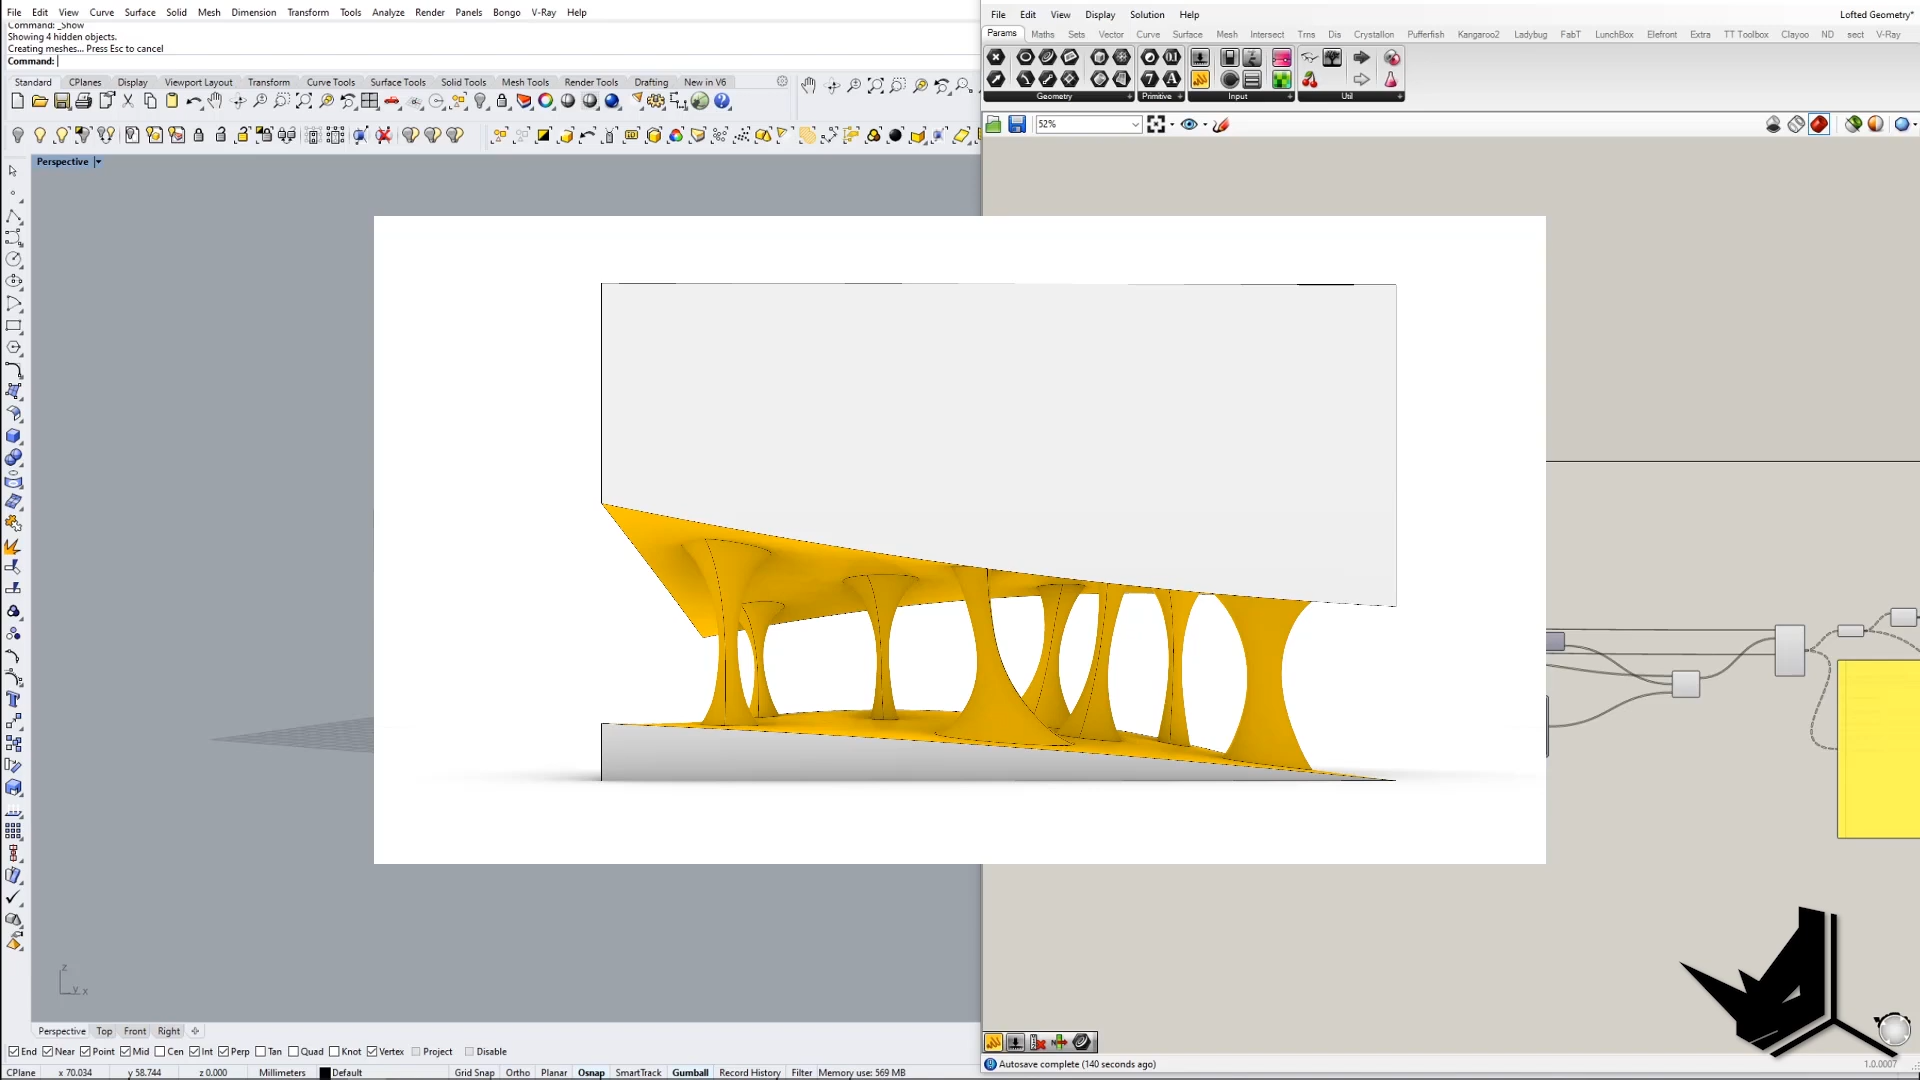 File Edit View Curve Surface Solid Mesh Dimension Transform Tools Analyze Render Panels Bongo V-Ray Help
Command: _Show
Showing 4 hidden objects.
Creating meshes... Press Esc to cancel
Command:
Standard CPlanes Display Viewport Layout Transform Curve Tools Surface Tools Solid Tools Mesh Tools Render Tools Drafting New in V6
Perspective
z
y x
Perspective Top Front Right
End Near Point Mid Cen Int Perp Tan Quad Knot Vertex Project Disable
CPlane x 70.034 y 58.744 z 0.000 Millimeters Default Grid Snap Ortho Planar Osnap SmartTrack Gumball Record History Filter Memory use: 569 MB
File Edit View Display Solution Help Lofted Geometry*
Params Maths Sets Vector Curve Surface Mesh Intersect Trns Dis Crystallon Pufferfish Kangaroo2 Ladybug FabT LunchBox Elefront Extra TT Toolbox Clayoo ND sect V-Ray
Geometry Primitive Input Util
52%
Autosave complete (140 seconds ago) 1.0.0007